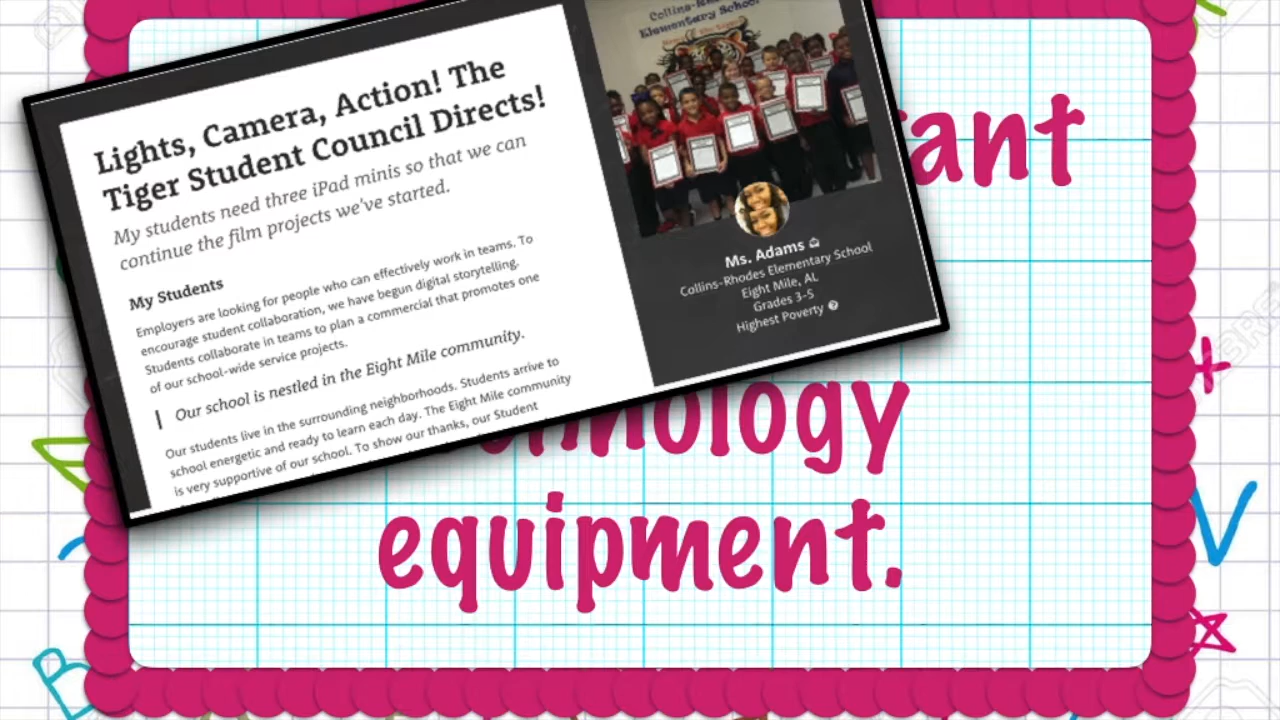 Lights, Camera, Action! The
Tiger Student Council Directs!
My students need three iPad minis so that we can
continue the film projects we've started.
My Students
Employers are looking for people who can effectively work in teams. To
encourage student collaboration, we have begun digital storytelling.
Students collaborate in teams to plan a commercial that promotes one
of our school-wide service projects.
Our school is nestled in the Eight Mile community.
Our students live in the surrounding neighborhoods. Students arrive to
school energetic and ready to learn each day. The Eight Mile community
is very supportive of our school. To show our thanks, our Student
Elementary School
Ms. Adams
Collins-Rhodes Elementary School
Eight Mile, AL
Grades 3-5
Highest Poverty
equipment.